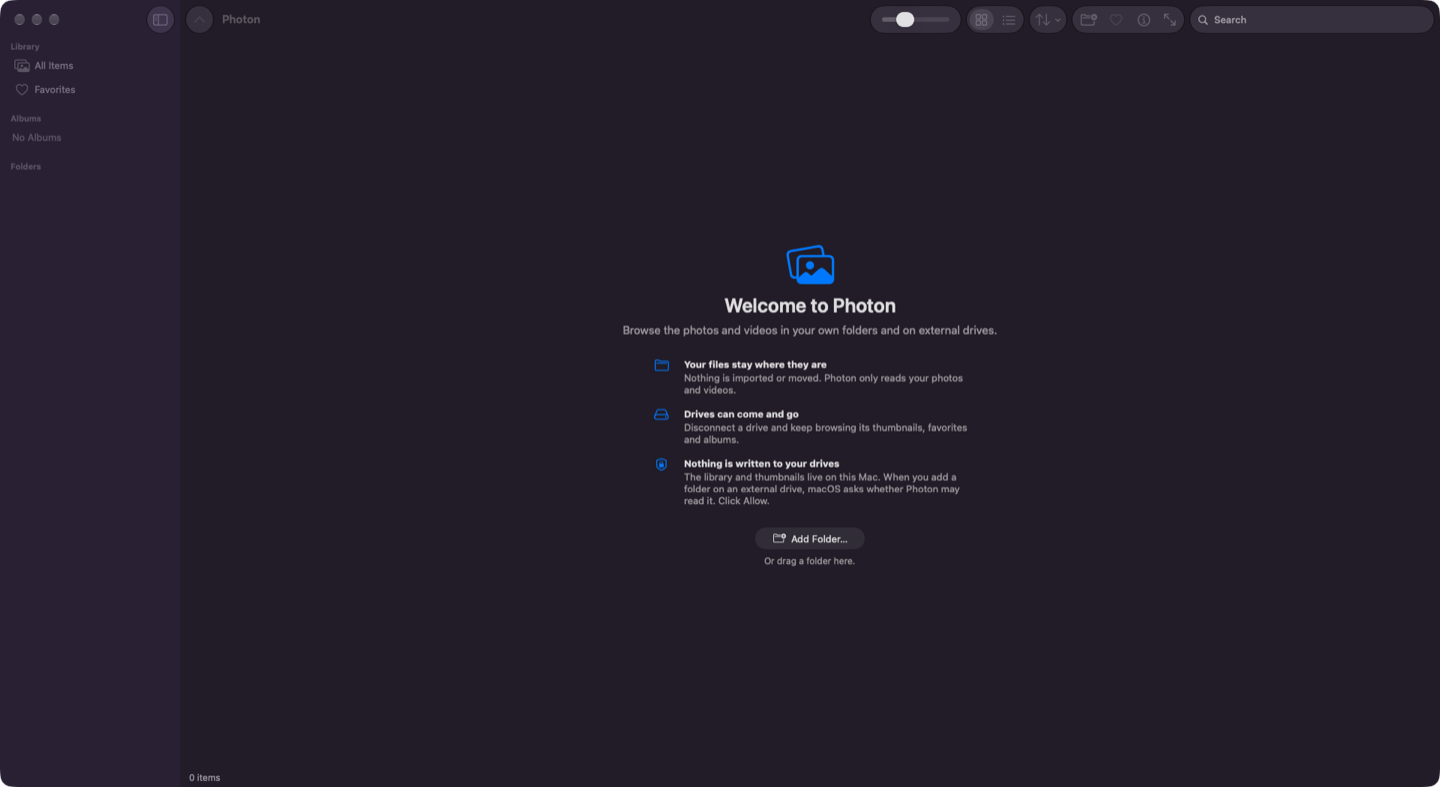 Photon
Search
Library
All Items
Favorites
Albums
No Albums
Folders
Welcome to Photon
Browse the photos and videos in your own folders and on external drives.
Your files stay where they are
Nothing is imported or moved. Photon only reads your photos
and videos.
Drives can come and go
Disconnect a drive and keep browsing its thumbnails, favorites
and albums.
Nothing is written to your drives
The library and thumbnails live on this Mac. When you add a
folder on an external drive, macOS asks whether Photon may
read it. Click Allow.
Add Folder...
Or drag a folder here.
0 items